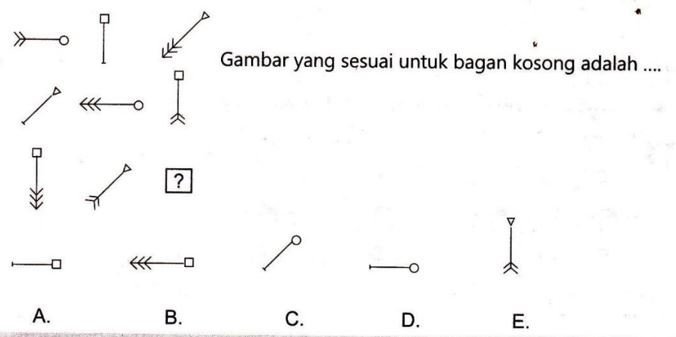 Gambar yang sesuai untuk bagan kosong adalah ....
?
A. B. C. D. E.